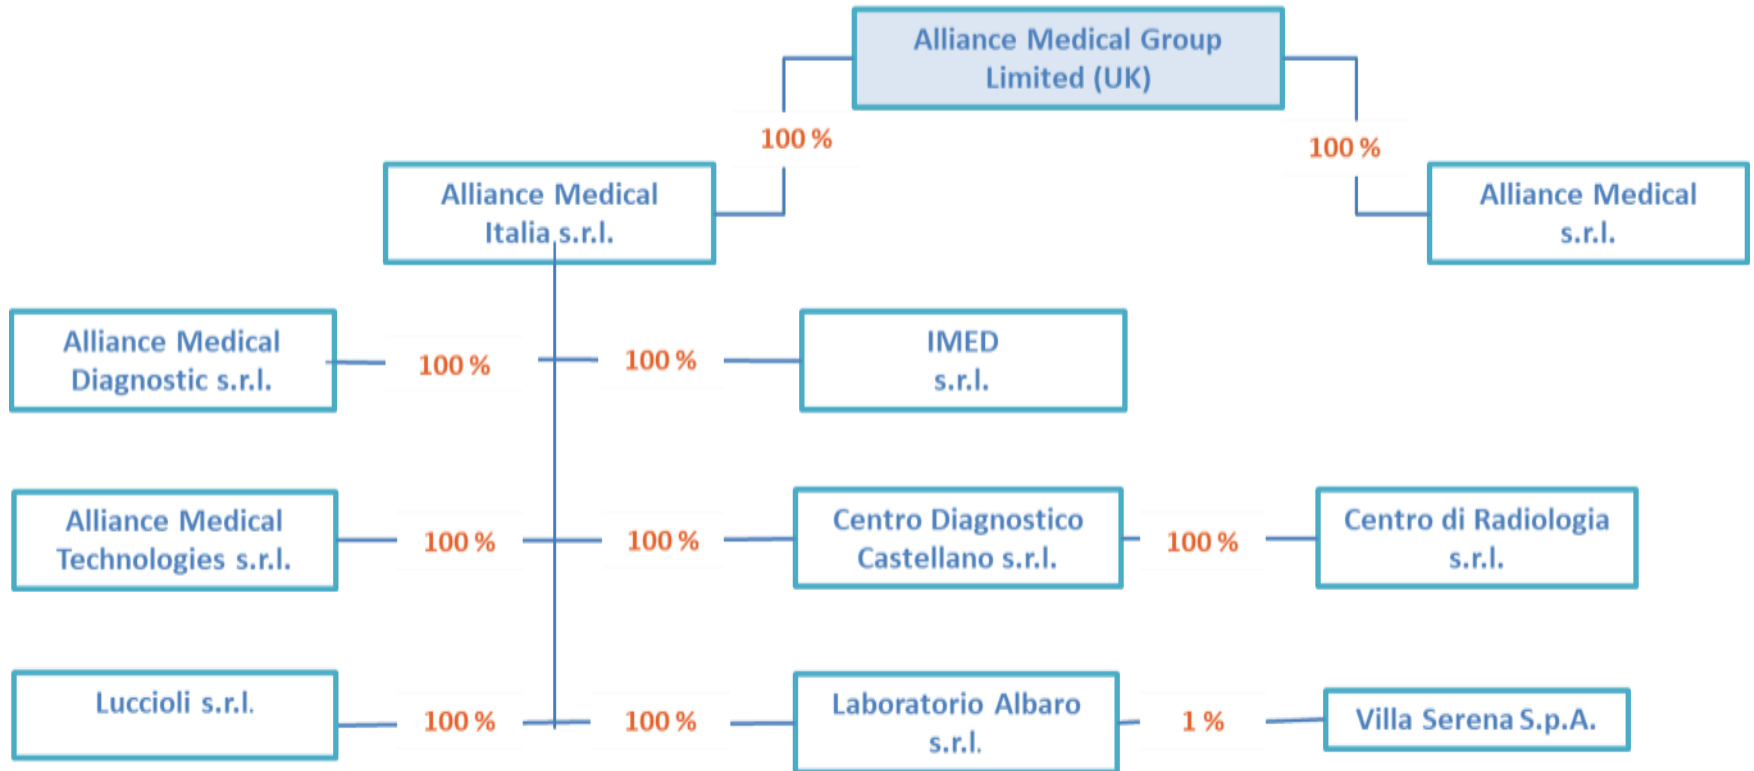 Alliance Medical Group
Limited (UK)
100 %
100 %
Alliance Medical
Italia s.r.l.
Alliance Medical
s.r.l.
Alliance Medical
Diagnostic s.r.l.
100 %
100 %
IMED
s.r.l.
Alliance Medical
Technologies s.r.l.
100 %
100 %
Centro Diagnostico
Castellano s.r.l.
100 %
Centro di Radiologia
s.r.l.
Luccioli s.r.l.
100 %
100 %
Laboratorio Albaro
s.r.l.
1 %
Villa Serena S.p.A.